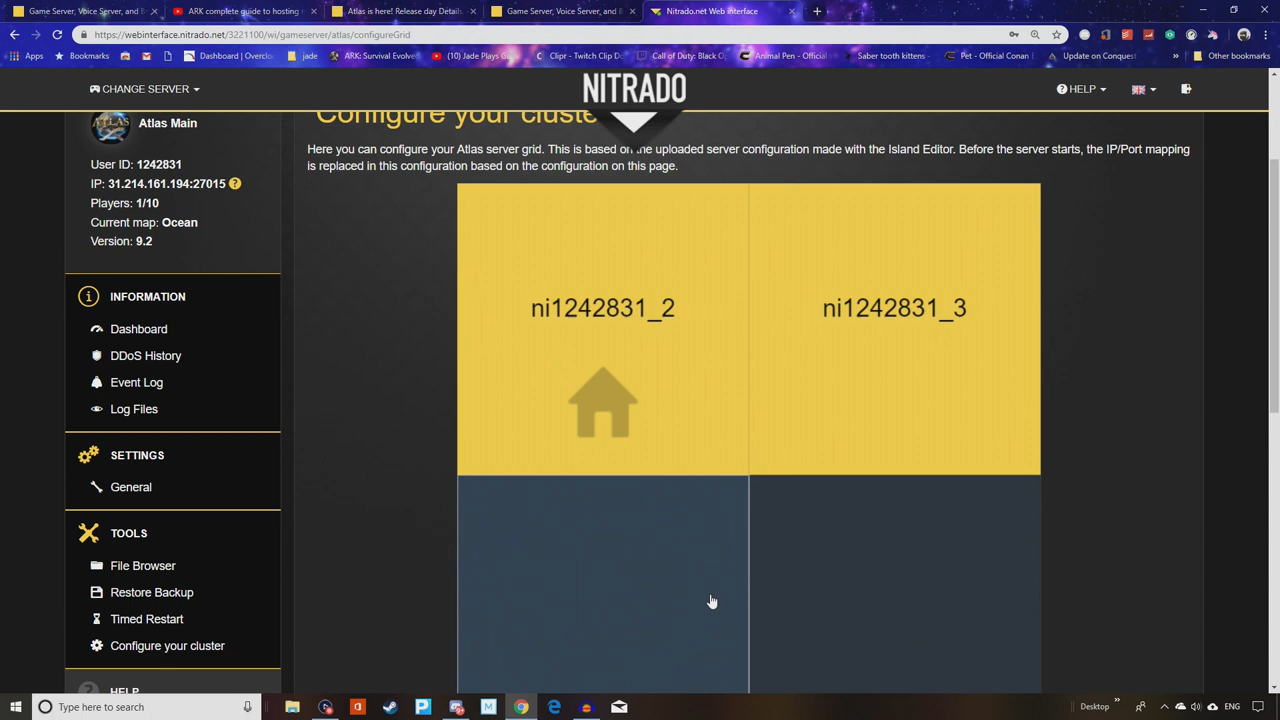 Game Server, Voice Server, and B
ARK complete guide to hosting
Atlas is here! Release day Details
Game Server, Voice Server, and B
Nitrado.net Web interface
https://webinterface.nitrado.net/3221100/wi/gameserver/atlas/configureGrid
Apps
Bookmarks
Dashboard | Overclo
jade
ARK: Survival Evolve
(10) Jade Plays Ga
Clipr - Twitch Clip D
Call of Duty: Black O
Animal Pen - Official
Saber tooth kittens
Pet - Official Conan
Update on Conquest
Other bookmarks
CHANGE SERVER
NITRADO
HELP
Atlas Main
User ID: 1242831
IP: 31.214.161.194:27015 ?
Players: 1/10
Current map: Ocean
Version: 9.2
INFORMATION
Dashboard
DDoS History
Event Log
Log Files
SETTINGS
General
TOOLS
File Browser
Restore Backup
Timed Restart
Configure your cluster
HELP
Configure your cluste
Here you can configure your Atlas server grid. This is based on the uploaded server configuration made with the Island Editor. Before the server starts, the IP/Port mapping
is replaced in this configuration based on the configuration on this page.
ni1242831_2
ni1242831_3
Type here to search
Desktop
ENG